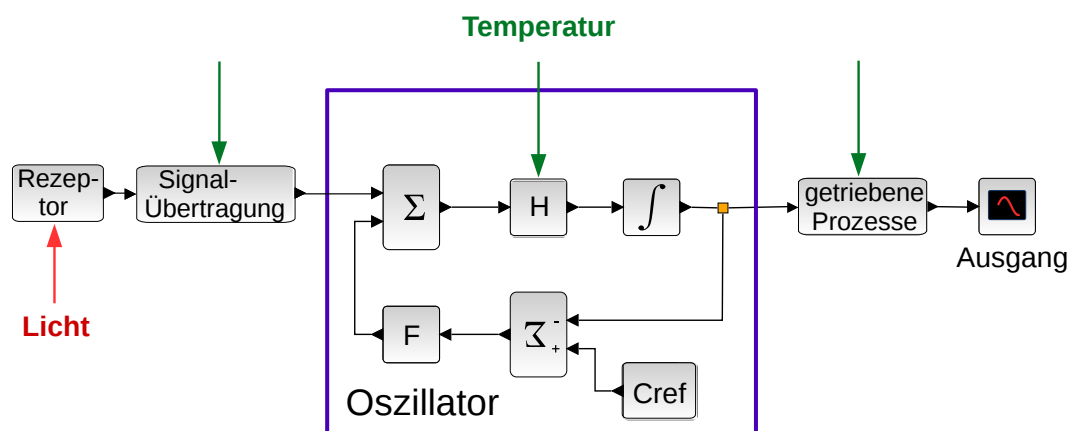 Temperatur
Rezep-
tor
Signal-
Übertragung
Σ
H
∫
getriebene
Prozesse
Ausgang
Licht
F
Σ
-
+
Cref
Oszillator